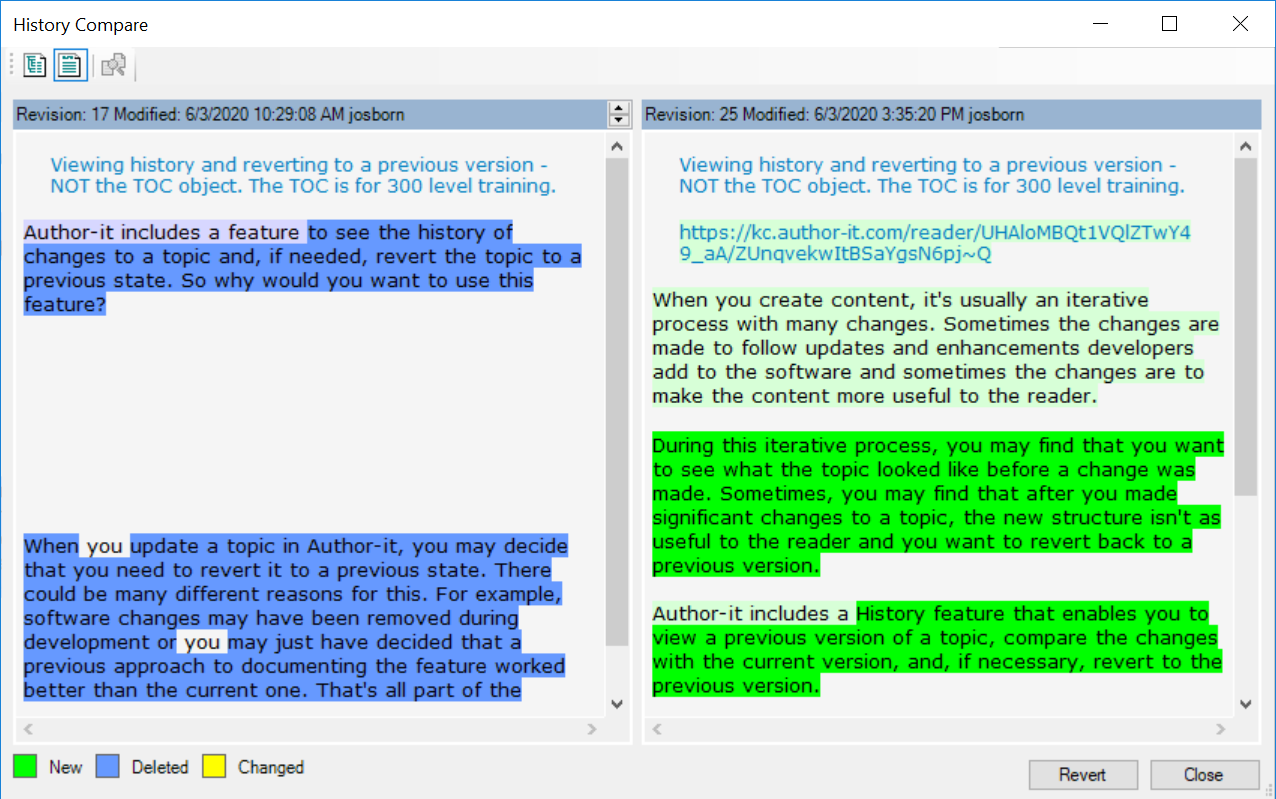 History Compare
Revision: 17 Modified: 6/3/2020 10:29:08 AM josborn
Viewing history and reverting to a previous version -
NOT the TOC object. The TOC is for 300 level training.
Author-it includes a feature to see the history of
changes to a topic and, if needed, revert the topic to a
previous state. So why would you want to use this
feature?
When you update a topic in Author-it, you may decide
that you need to revert it to a previous state. There
could be many different reasons for this. For example,
software changes may have been removed during
development or you may just have decided that a
previous approach to documenting the feature worked
better than the current one. That's all part of the
Revision: 25 Modified: 6/3/2020 3:35:20 PM josborn
Viewing history and reverting to a previous version -
NOT the TOC object. The TOC is for 300 level training.
https://kc.author-it.com/reader/UHAloMBQt1VQlZTwY4
9_aA/ZUnqvekwItBSaYgsN6pj~Q
When you create content, it's usually an iterative
process with many changes. Sometimes the changes are
made to follow updates and enhancements developers
add to the software and sometimes the changes are to
make the content more useful to the reader.
During this iterative process, you may find that you want
to see what the topic looked like before a change was
made. Sometimes, you may find that after you made
significant changes to a topic, the new structure isn't as
useful to the reader and you want to revert back to a
previous version.
Author-it includes a History feature that enables you to
view a previous version of a topic, compare the changes
with the current version, and, if necessary, revert to the
previous version.
New Deleted Changed
Revert Close